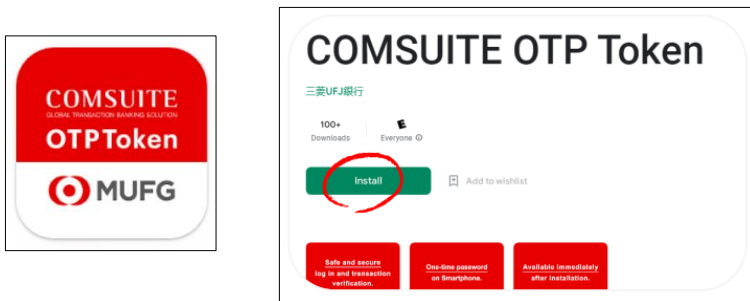 COMSUITE
GLOBAL TRANSACTION BANKING SOLUTION
OTPToken
MUFG
COMSUITE OTP Token
三菱UFJ銀行
100+
Downloads
E
Everyone
Install
Add to wishlist
Safe and secure
log in and transaction
verification.
One-time password
on Smartphone.
Available immediately
after installation.